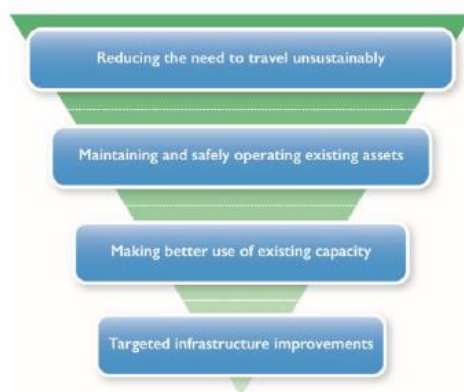 Reducing the need to travel unsustainably
Maintaining and safely operating existing assets
Making better use of existing capacity
Targeted infrastructure improvements